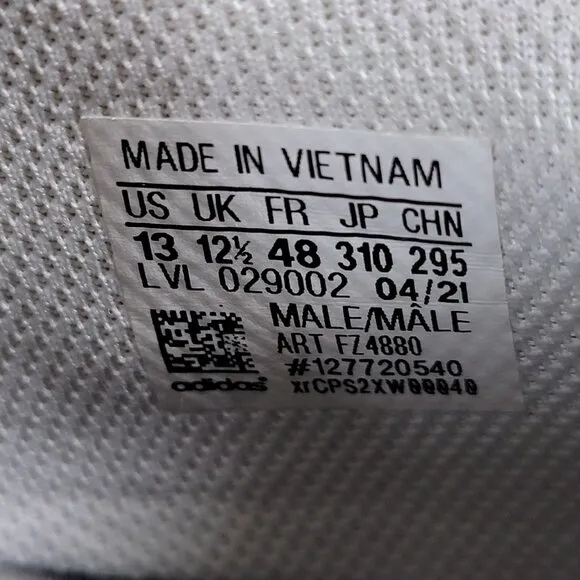 MADE IN VIETNAM
US UK FR JP CHN
13 12½ 48 310 295
LVL 029002 04/21
MALE/MÂLE
ART FZ4880
#127720540
adidas xrCPS2XW00040